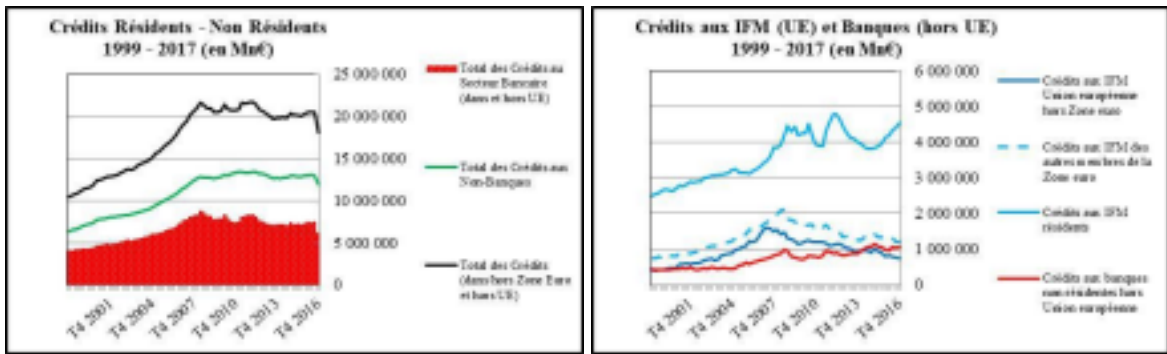 Crédits Résidents - Non Résidents
1999 - 2017 (en Mn€)
25 000 000
20 000 000
15 000 000
10 000 000
5 000 000
0
T4 2001
T4 2004
T4 2007
T4 2010
T4 2013
T4 2016
Total des Crédits au
Secteur Bancaire
(dans et hors UE)
Total des Crédits aux
Non-Banques
Total des Crédits
(dans hors Zone Euro
et hors UE)
Crédits aux IFM (UE) et Banques (hors UE)
1999 - 2017 (en Mn€)
6 000 000
5 000 000
4 000 000
3 000 000
2 000 000
1 000 000
0
T4 2001
T4 2004
T4 2007
T4 2010
T4 2013
T4 2016
Crédits aux IFM
Union européenne
hors Zone euro
Crédits aux IFM des
autres membres de la
Zone euro
Crédits aux IFM
résidents
Crédits aux banques
non résidentes hors
Union européenne